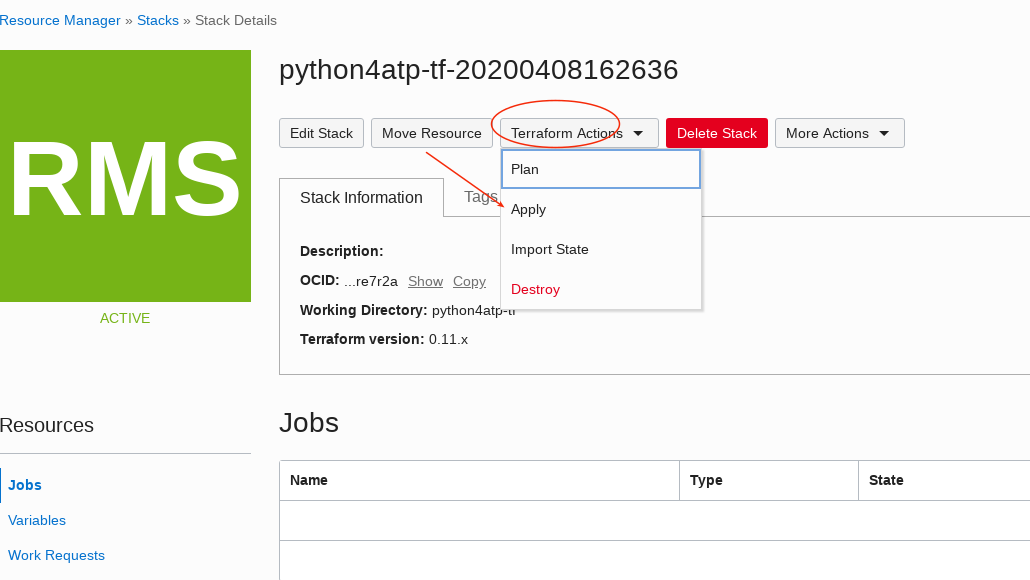 Resource Manager » Stacks » Stack Details
RMS
ACTIVE
python4atp-tf-20200408162636
Edit Stack Move Resource Terraform Actions Delete Stack More Actions
Plan
Apply
Import State
Destroy
Stack Information Tags
Description:
OCID: ...re7r2a Show Copy
Working Directory: python4atp-tf
Terraform version: 0.11.x
Resources
Jobs
Variables
Work Requests
Jobs
Name Type State